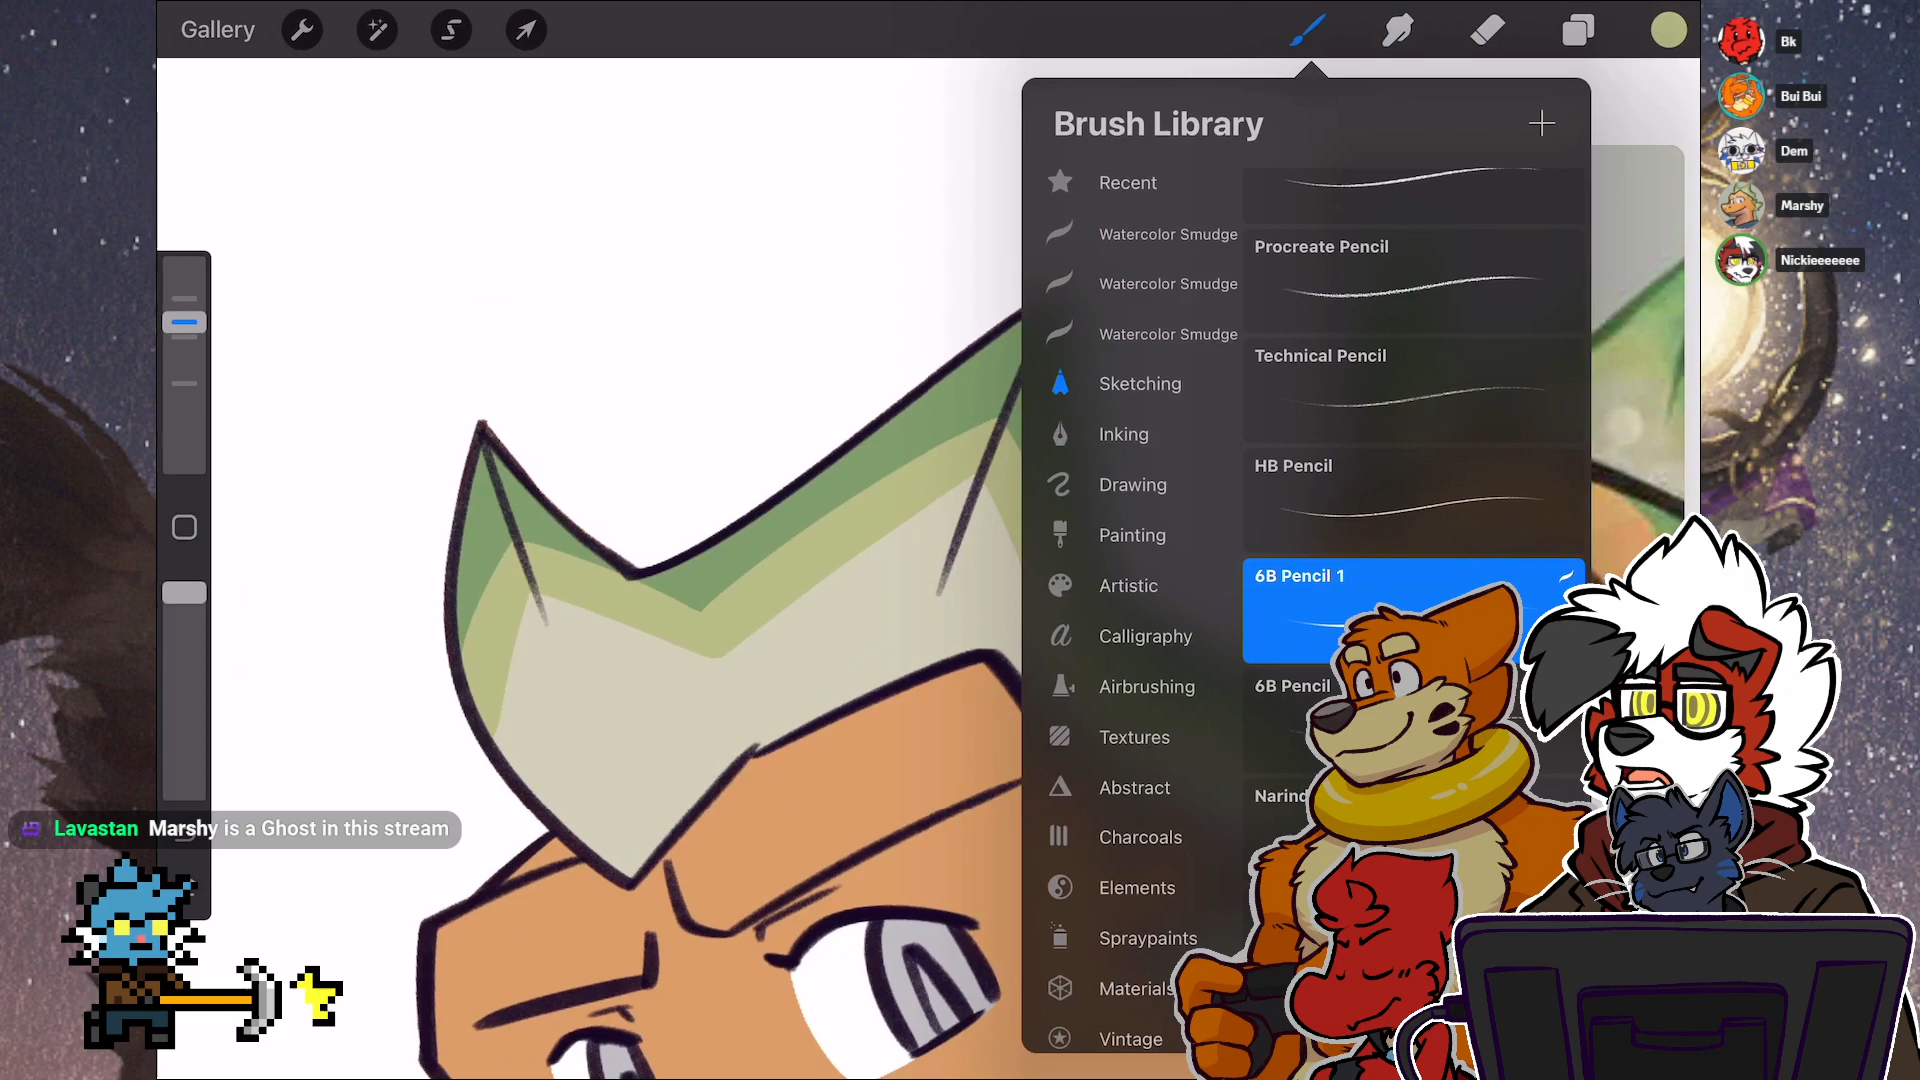 Gallery
Brush Library
Recent
Watercolor Smudge
Watercolor Smudge
Watercolor Smudge
Sketching
Inking
Drawing
Painting
Artistic
Calligraphy
Airbrushing
Textures
Abstract
Charcoals
Elements
Spraypaints
Materials
Vintage
Procreate Pencil
Technical Pencil
HB Pencil
6B Pencil 1
6B Pencil
Narind
Bk
Bui Bui
Dem
Marshy
Nickieeeeeee
Lavastan Marshy is a Ghost in this stream